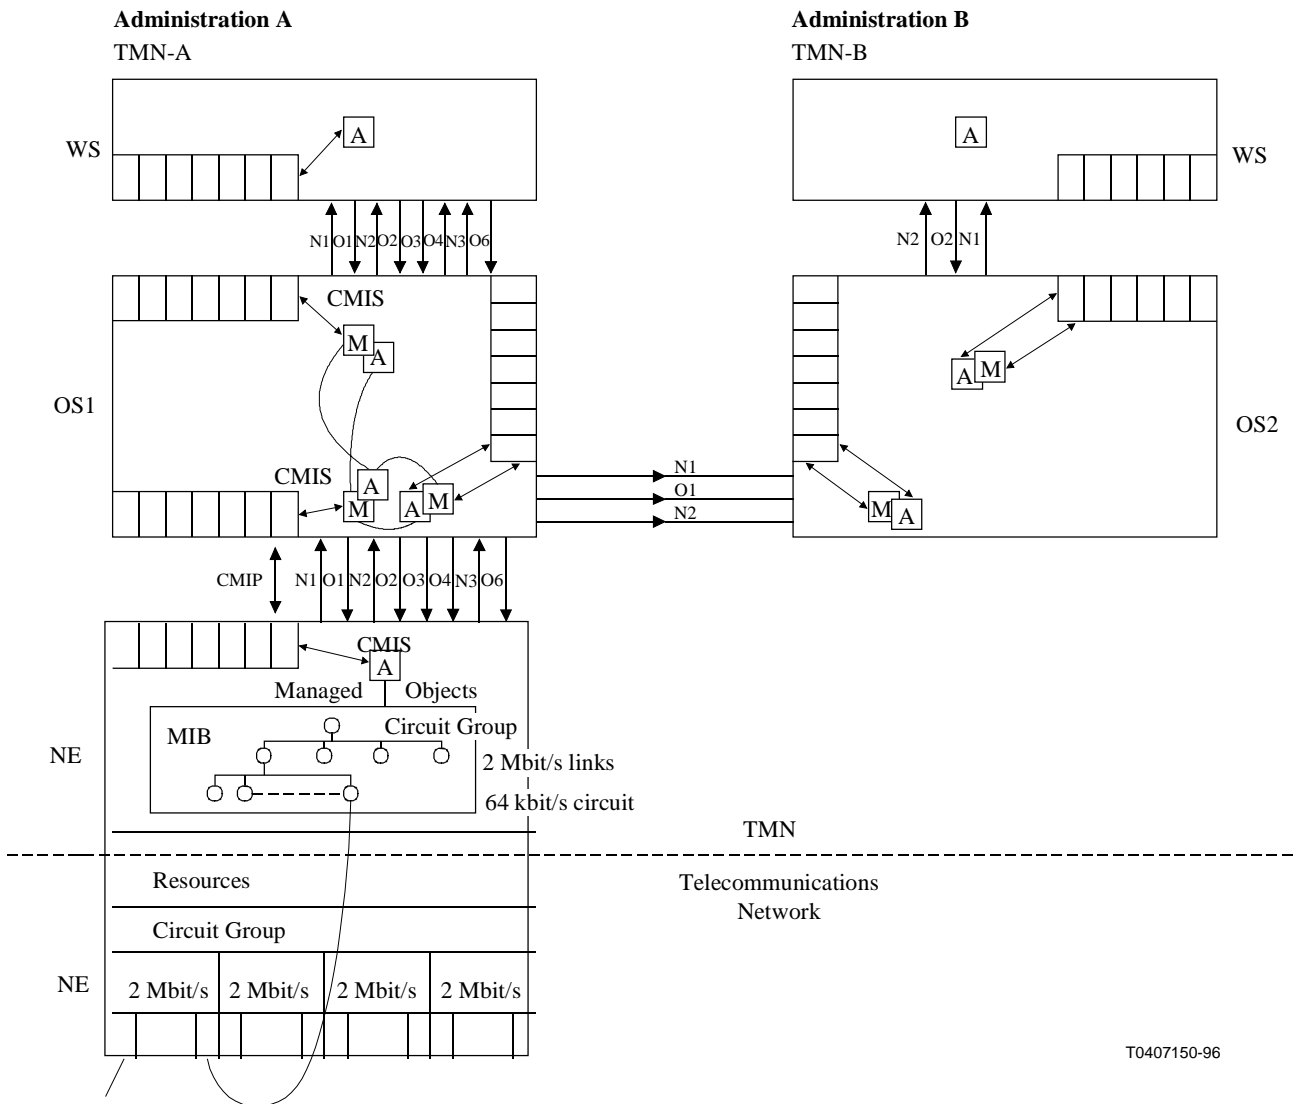 Administration A
Administration B
TMN-A
TMN-B
A
A
WS
WS
N1 O1 N2 O2 O3 O4 N3 O6
N2 O2 N1
CMIS
M
A
A
M
OS1
OS2
CMIS
A
M
A
M
N1
O1
N2
M
A
CMIP
N1 O1 N2 O2 O3 O4 N3 O6
CMIS
A
Managed Objects
MIB
Circuit Group
NE
2 Mbit/s links
64 kbit/s circuit
TMN
Resources
Telecommunications
Network
Circuit Group
NE
2 Mbit/s 2 Mbit/s 2 Mbit/s 2 Mbit/s
T0407150-96